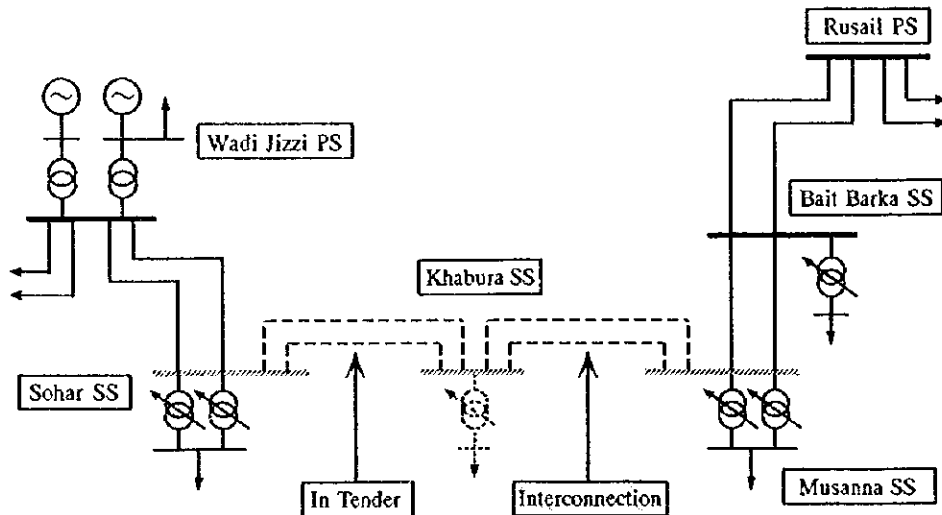 Rusail PS
Wadi Jizzi PS
Bait Barka SS
Khabura SS
Sohar SS
In Tender
Interconnection
Musanna SS